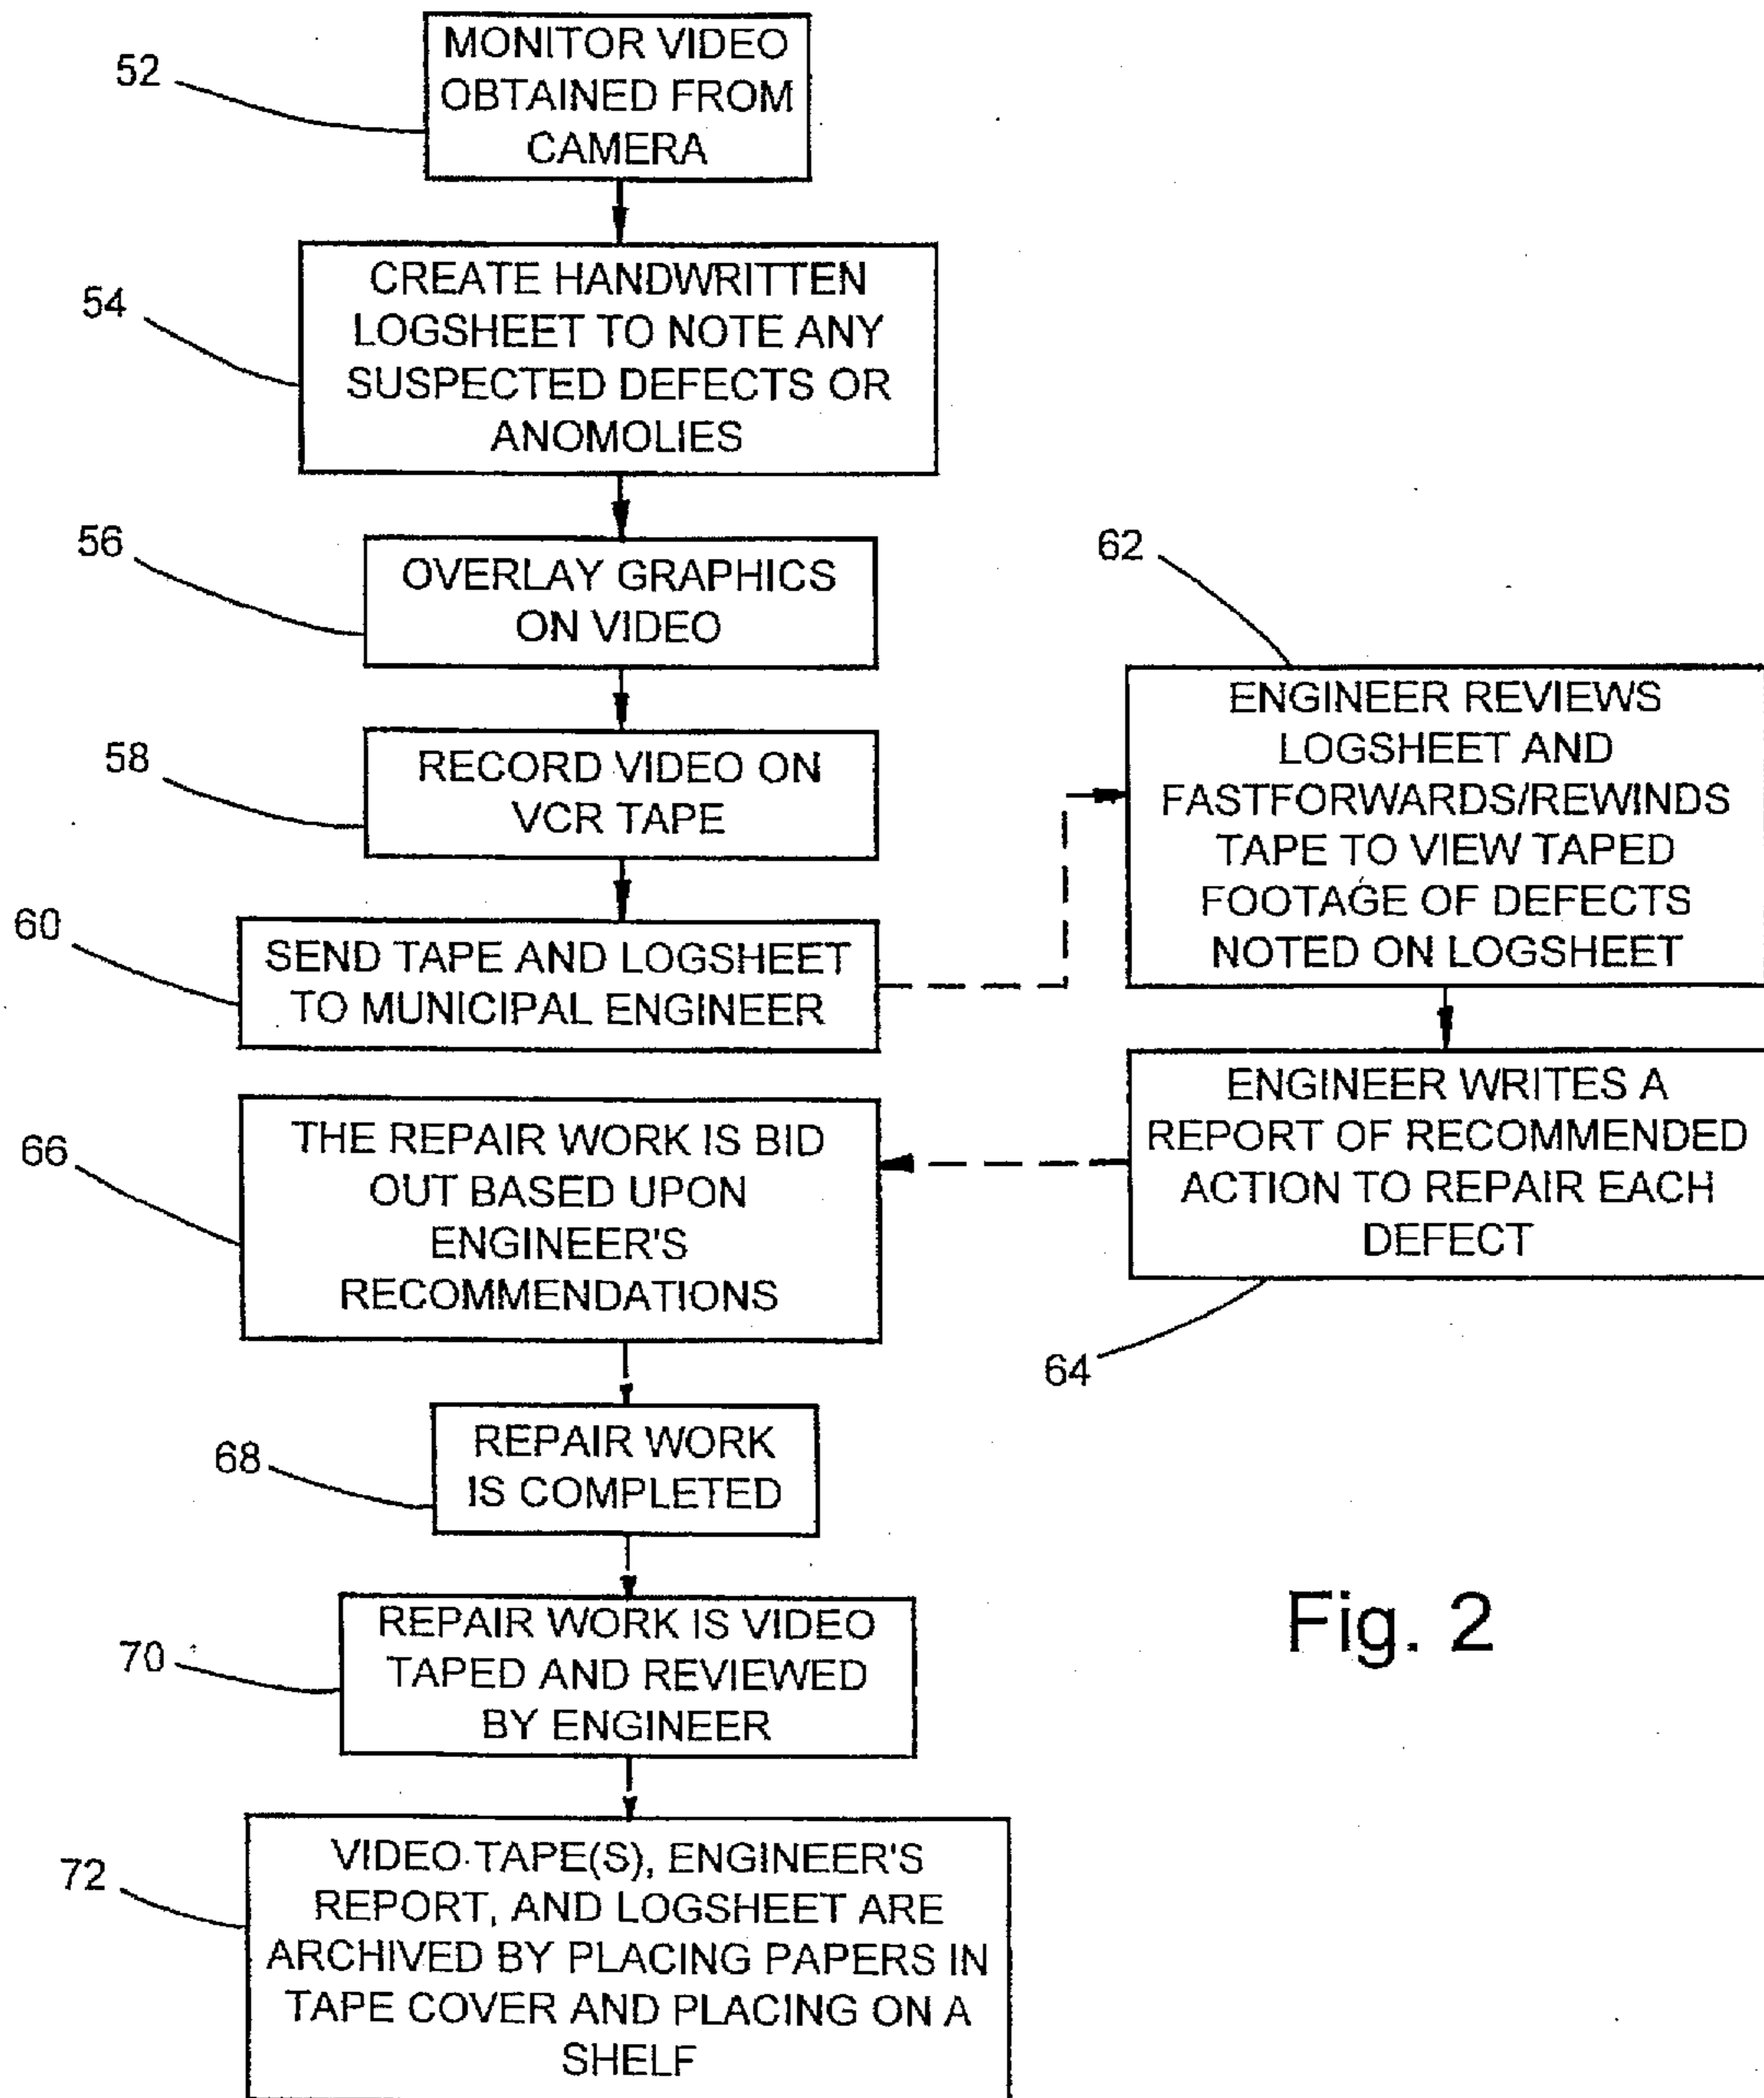 52
MONITOR VIDEO
OBTAINED FROM
CAMERA
54
CREATE HANDWRITTEN
LOGSHEET TO NOTE ANY
SUSPECTED DEFECTS OR
ANOMOLIES
56
OVERLAY GRAPHICS
ON VIDEO
58
RECORD VIDEO ON
VCR TAPE
60
SEND TAPE AND LOGSHEET
TO MUNICIPAL ENGINEER
62
ENGINEER REVIEWS
LOGSHEET AND
FASTFORWARDS/REWINDS
TAPE TO VIEW TAPED
FOOTAGE OF DEFECTS
NOTED ON LOGSHEET
ENGINEER WRITES A
REPORT OF RECOMMENDED
ACTION TO REPAIR EACH
DEFECT
64
66
THE REPAIR WORK IS BID
OUT BASED UPON
ENGINEER'S
RECOMMENDATIONS
68
REPAIR WORK
IS COMPLETED
70
REPAIR WORK IS VIDEO
TAPED AND REVIEWED
BY ENGINEER
72
VIDEO TAPE(S), ENGINEER'S
REPORT, AND LOGSHEET ARE
ARCHIVED BY PLACING PAPERS IN
TAPE COVER AND PLACING ON A
SHELF
Fig. 2